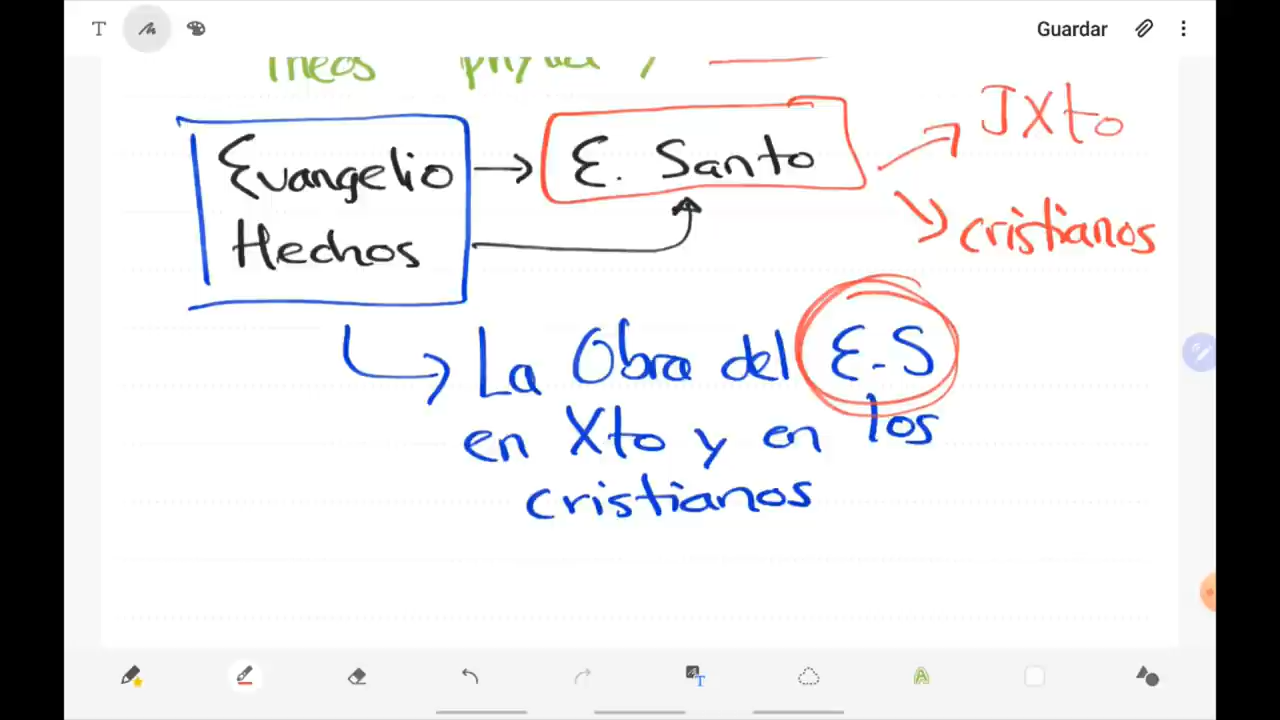 Guardar
JXto
Evangelio → E. Santo
Hechos
cristianos
La Obra del E.S
en Xto y en los
cristianos